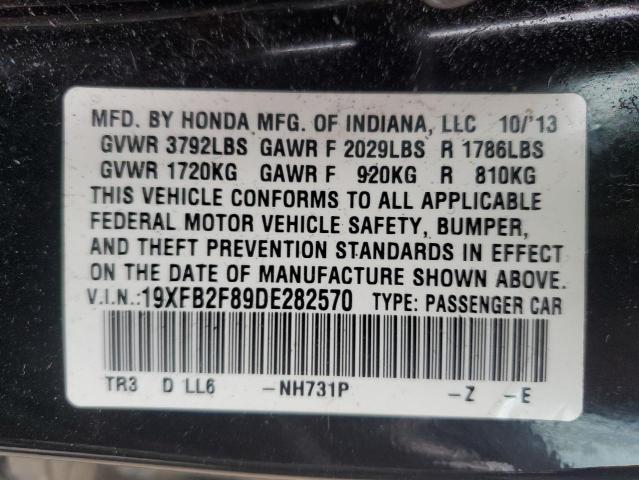 MFD. BY HONDA MFG. OF INDIANA, LLC 10/'13
GVWR 3792LBS GAWR F 2029LBS R 1786LBS
GVWR 1720KG GAWR F 920KG R 810KG
THIS VEHICLE CONFORMS TO ALL APPLICABLE
FEDERAL MOTOR VEHICLE SAFETY, BUMPER,
AND THEFT PREVENTION STANDARDS IN EFFECT
ON THE DATE OF MANUFACTURE SHOWN ABOVE.
V.I.N.:19XFB2F89DE282570 TYPE: PASSENGER CAR
TR3 D LL6 -NH731P -Z -E